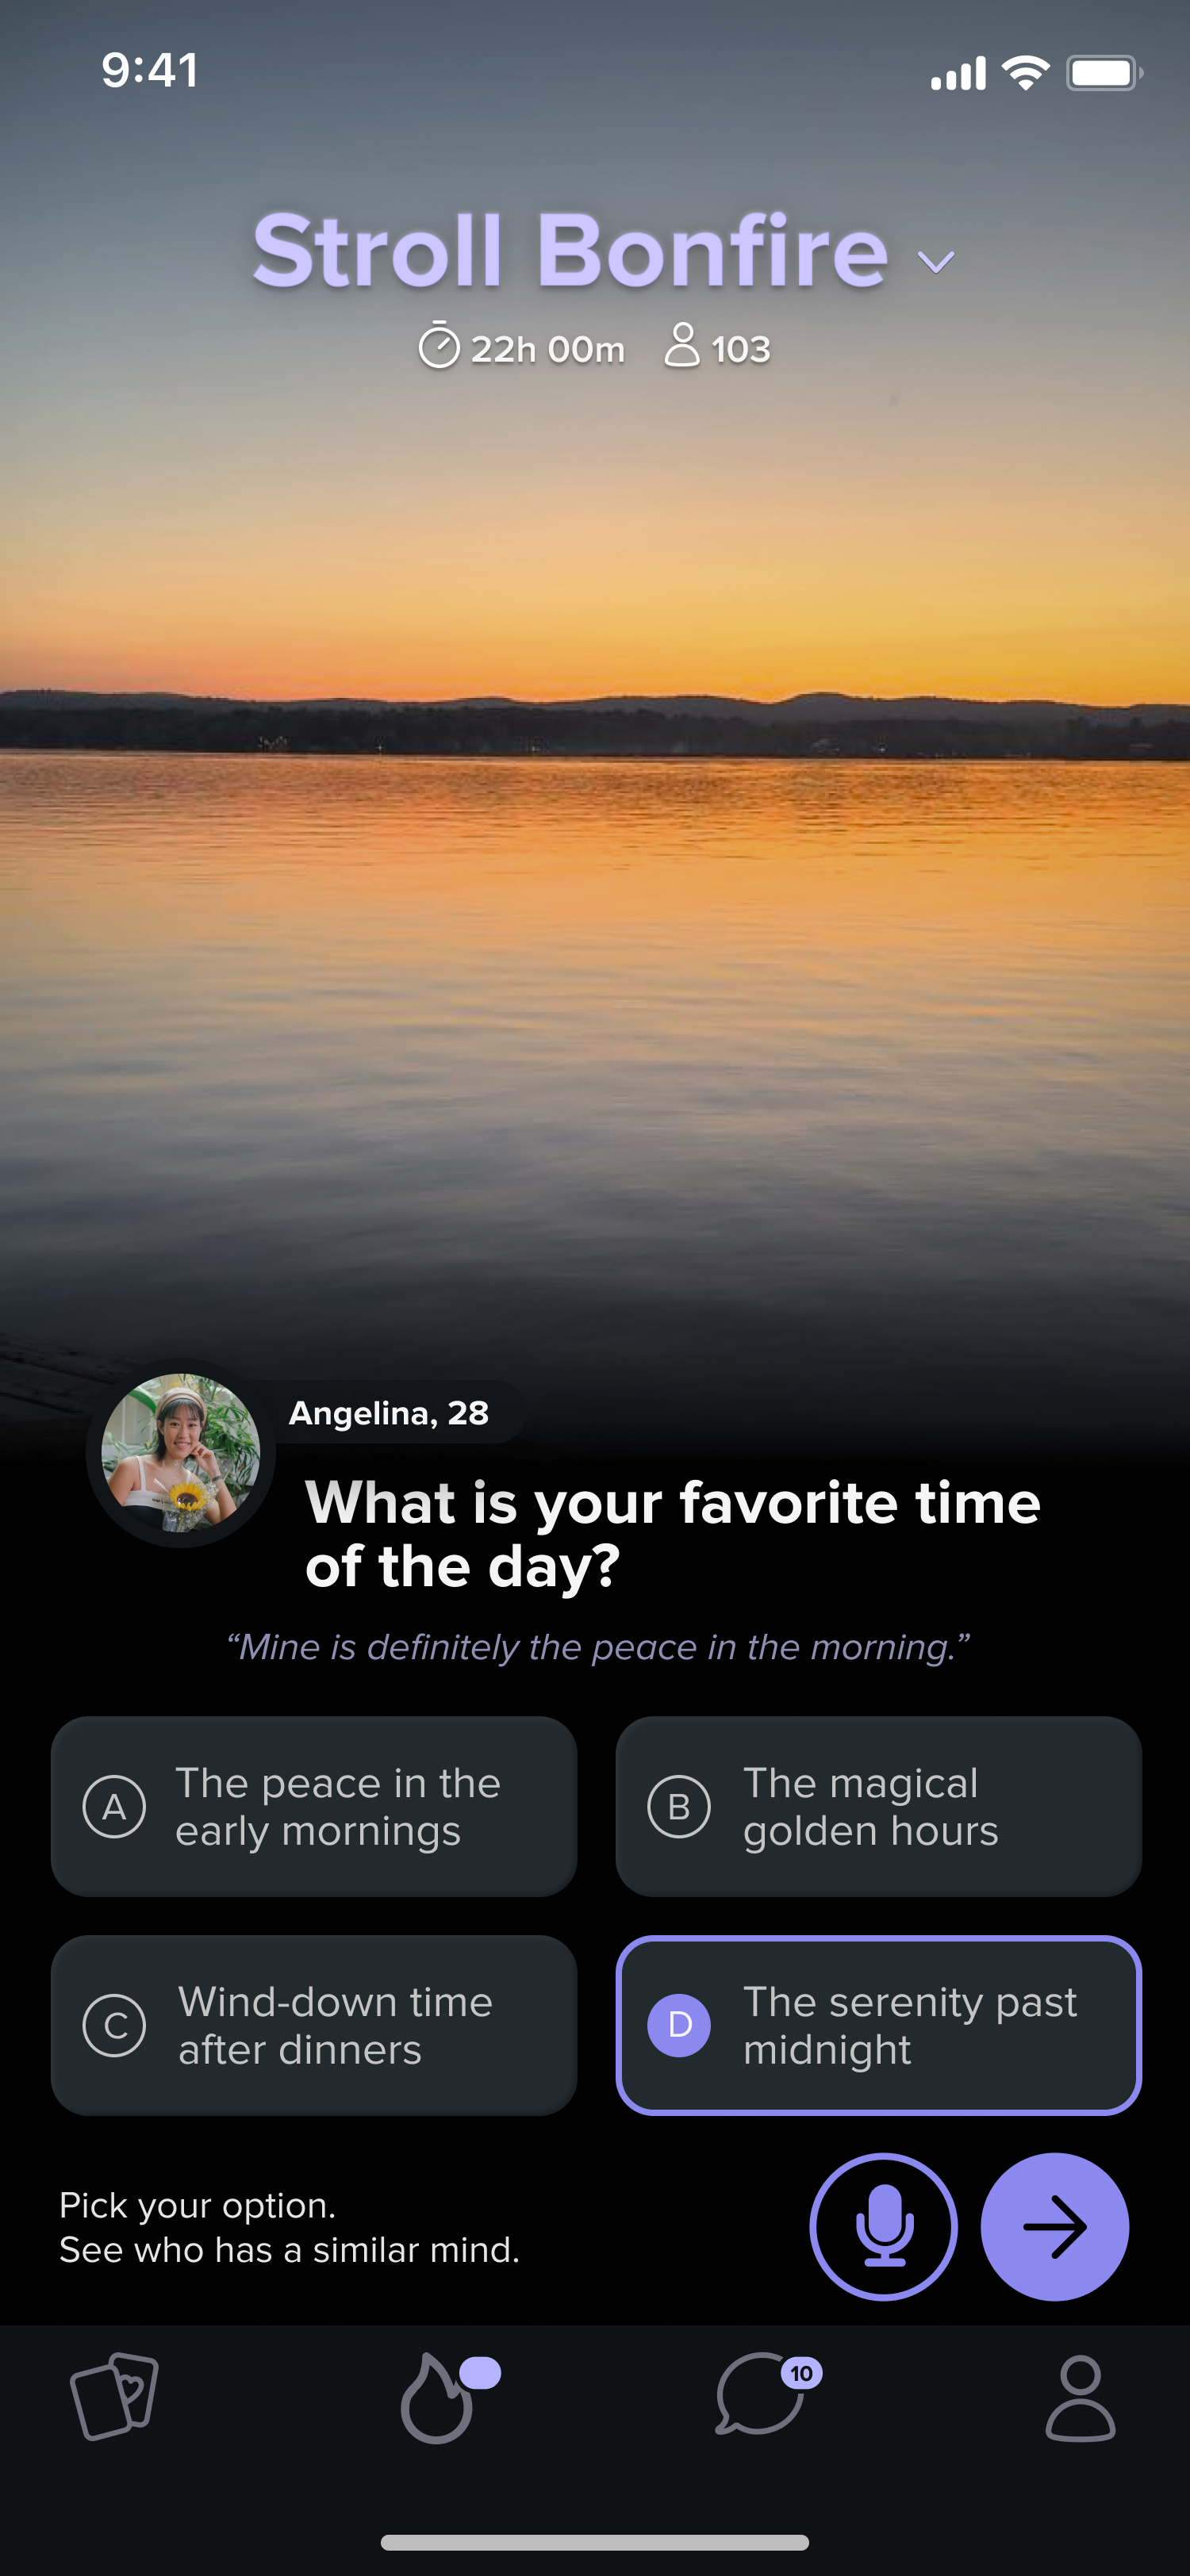 9:41
Stroll Bonfire
22h 00m 103
Angelina, 28
What is your favorite time
of the day?
“Mine is definitely the peace in the morning.”
A The peace in the
early mornings
B The magical
golden hours
C Wind-down time
after dinners
D The serenity past
midnight
Pick your option.
See who has a similar mind.
10